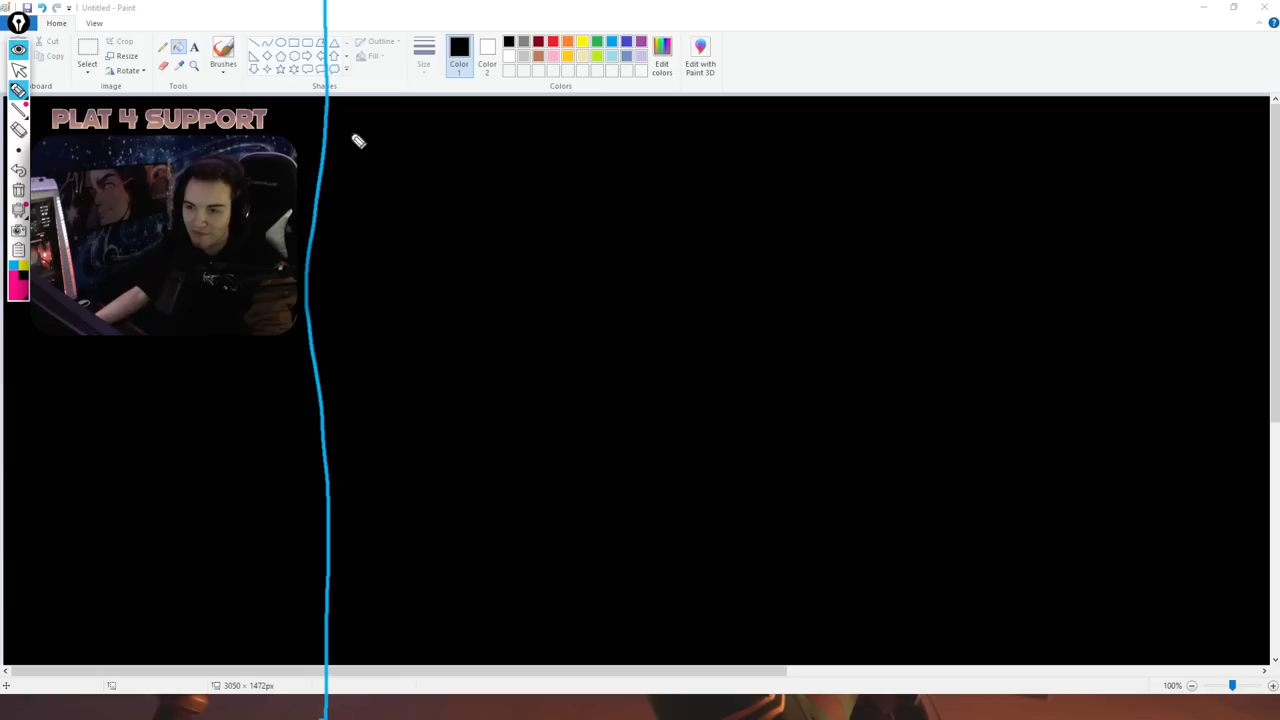 Untitled - Paint
Home
View
Cut
Copy
Crop
Resize
Rotate
Select
Brushes
Outline
Fill
Size
Color
1
Color
2
Edit
colors
Edit with
Paint 3D
board
Image
Tools
Shapes
Colors
PLAT 4 SUPPORT
3050 × 1472px
100%